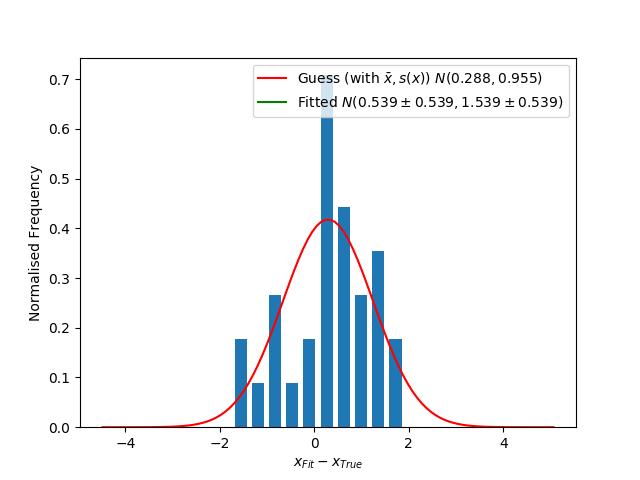 Guess (with x̄, s(x)) N(0.288, 0.955)
Fitted N(0.539 ± 0.539, 1.539 ± 0.539)
0.7
0.6
0.5
0.4
0.3
0.2
0.1
0.0
Normalised Frequency
−4 −2 0 2 4
x_Fit − x_True